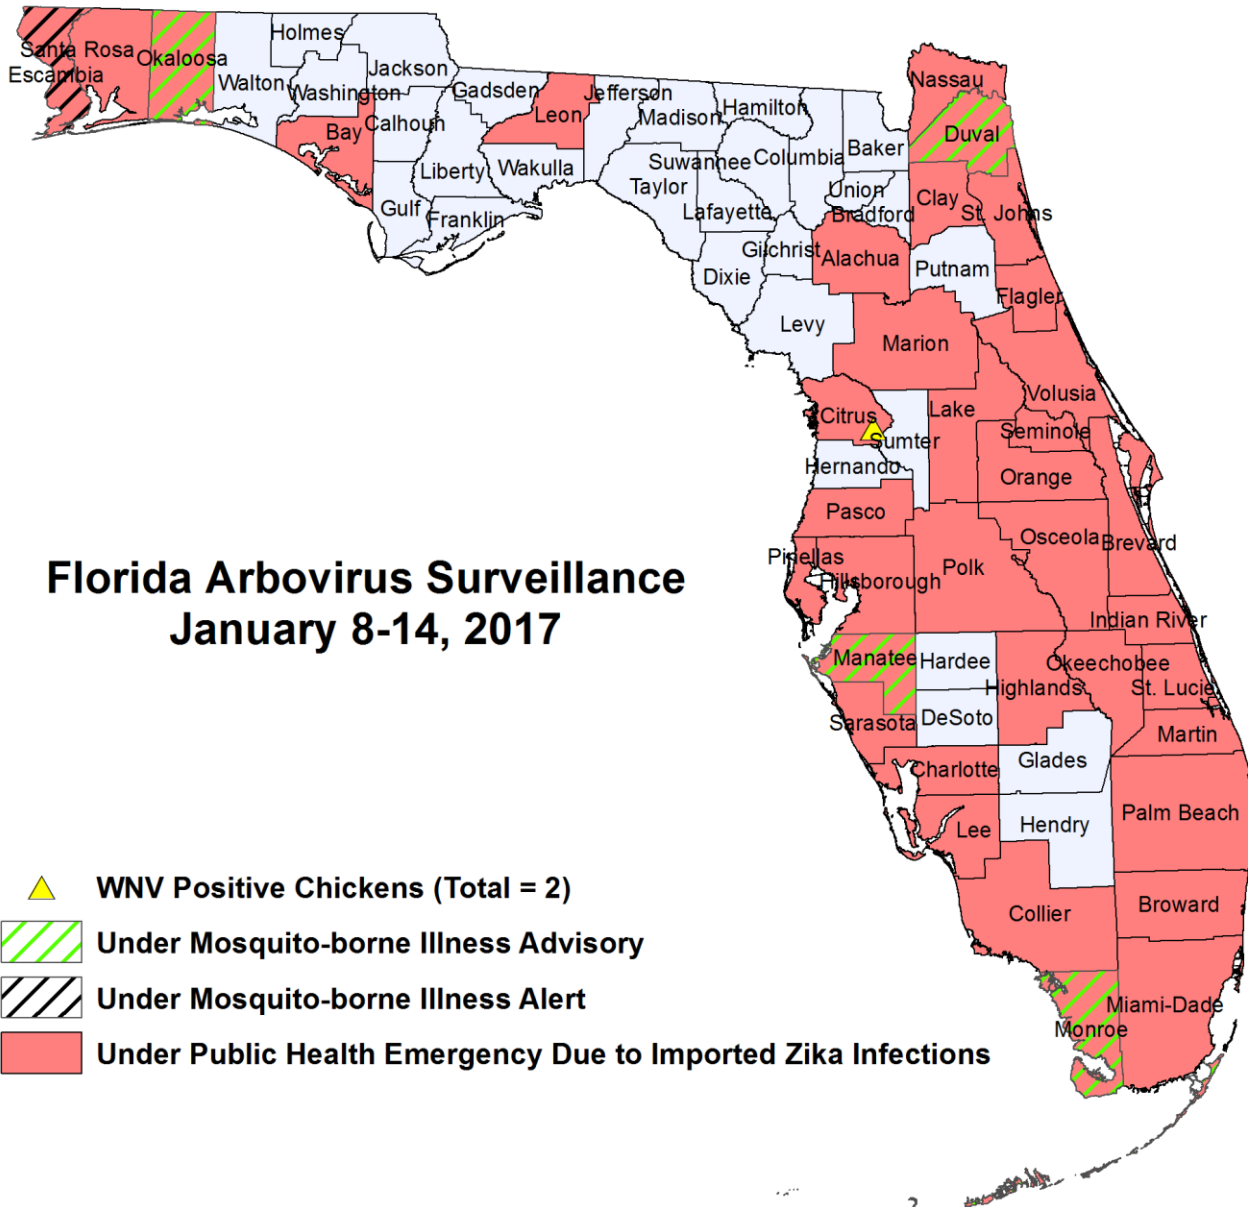 Holmes
Santa Rosa
Okaloosa
Jackson
Escambia
Walton
Washington
Gadsden
Jefferson
Nassau
Leon
Madison
Hamilton
Bay
Calhoun
Duval
Baker
Suwannee
Columbia
Liberty
Wakulla
Taylor
Union
Clay
Gulf
Franklin
Lafayette
Bradford
St. Johns
Gilchrist
Alachua
Dixie
Putnam
Flagler
Levy
Marion
Volusia
Citrus
Lake
Sumter
Seminole
Hernando
Orange
Pasco
Osceola
Brevard
Pinellas
Hillsborough
Polk
Florida Arbovirus Surveillance
January 8-14, 2017
Indian River
Manatee
Hardee
Okeechobee
Highlands
St. Lucie
Sarasota
DeSoto
Martin
Glades
Charlotte
Palm Beach
Lee
Hendry
Collier
Broward
Miami-Dade
Monroe
WNV Positive Chickens (Total = 2)
Under Mosquito-borne Illness Advisory
Under Mosquito-borne Illness Alert
Under Public Health Emergency Due to Imported Zika Infections